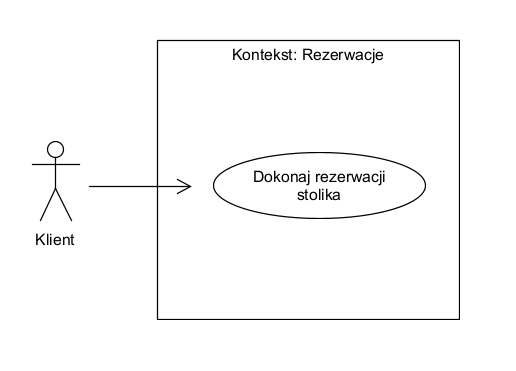 Kontekst: Rezerwacje
Dokonaj rezerwacji
stolika
Klient